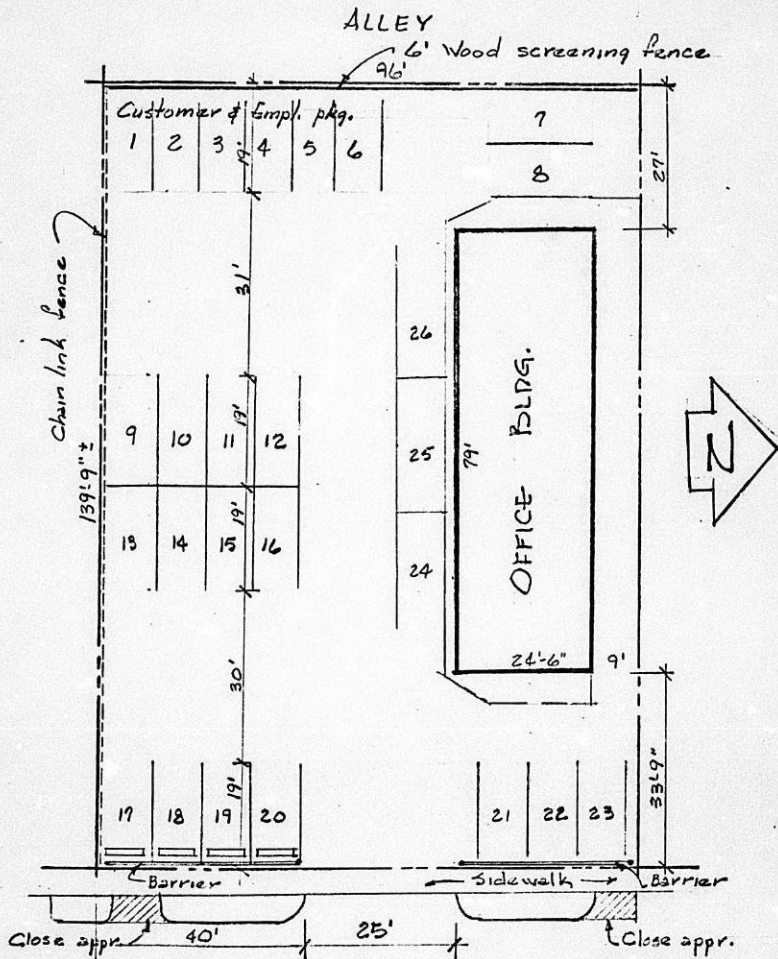 ALLEY
6' Wood screening fence
96'
Customer & Empl. pkg.
1 2 3 4 5 6
19'
7
8
27'
Chain link fence
31'
26
OFFICE BLDG.
79'
25
24
N
139'-9" ±
9 10 11 12
19'
13 14 15 16
19'
24'-6"
9'
30'
33'-9"
17 18 19 20
19'
21 22 23
Barrier
Sidewalk
Barrier
Close appr.
40'
25'
Close appr.